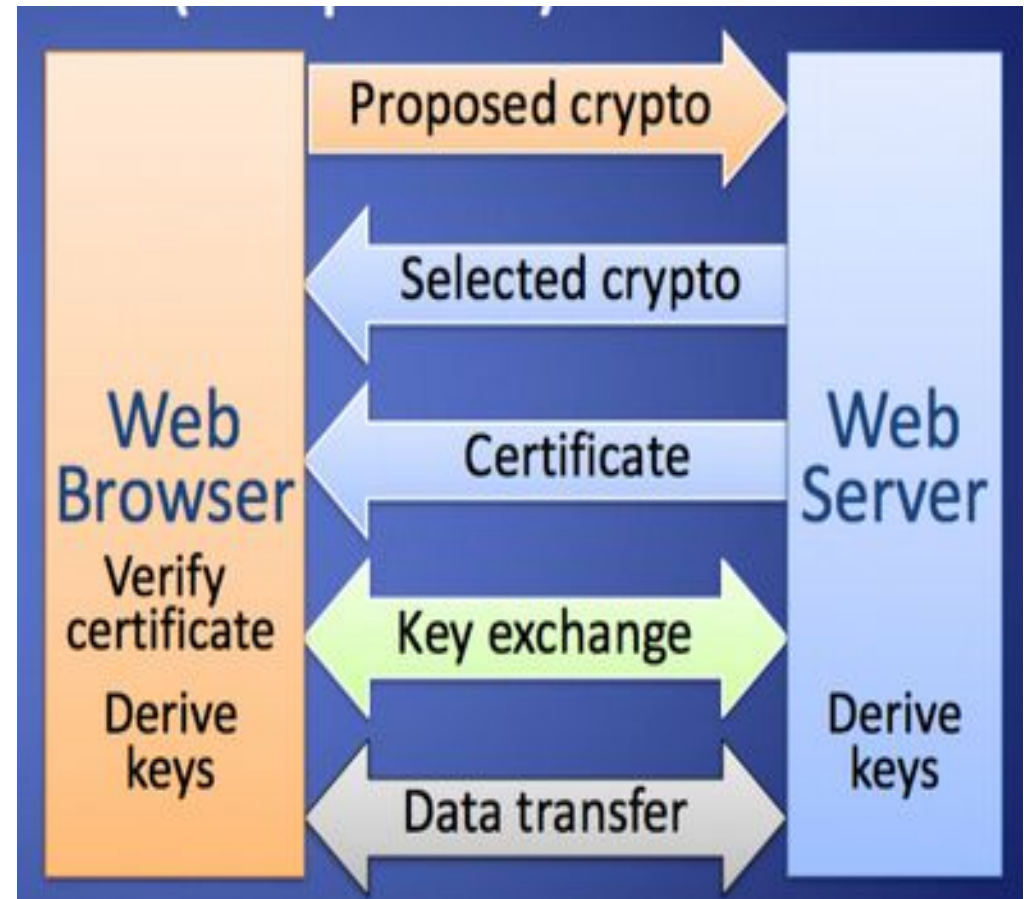 Proposed crypto
Selected crypto
Certificate
Key exchange
Data transfer
Web
Browser
Verify
certificate
Derive
keys
Web
Server
Derive
keys